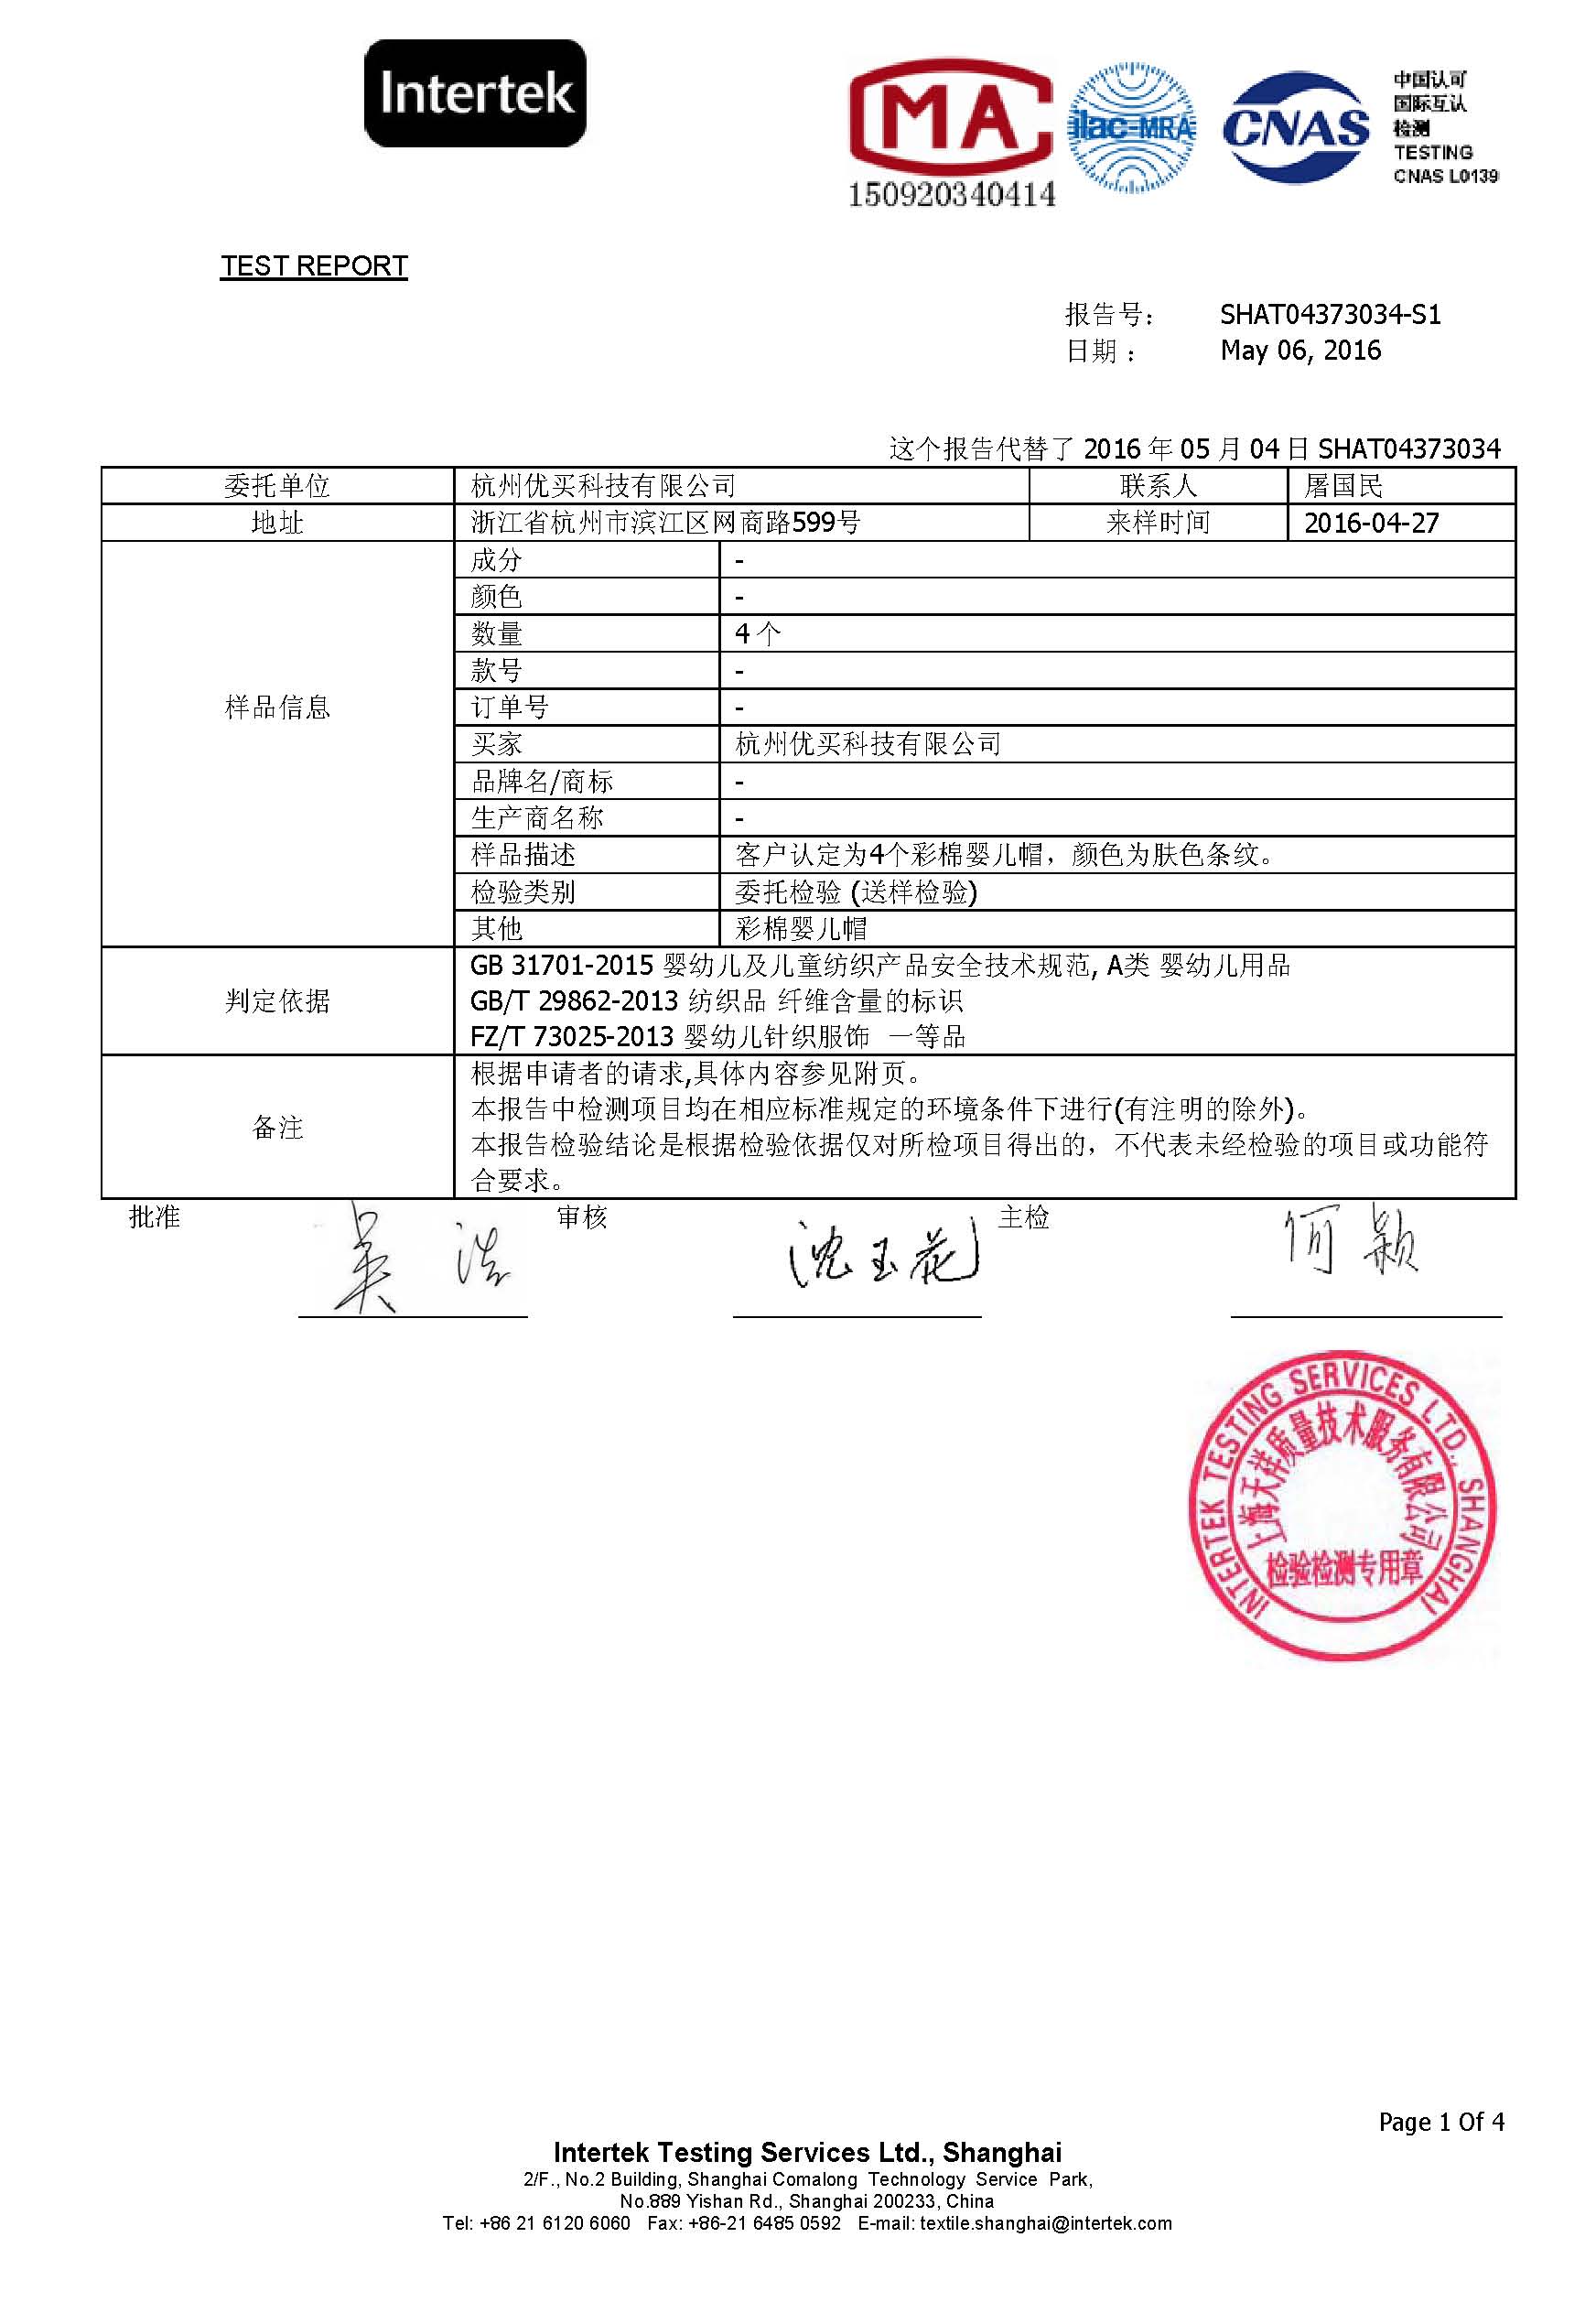 Intertek
MA
150920340414
ilac-MRA
CNAS
中国认可
国际互认
检测
TESTING
CNAS L0139
TEST REPORT
报告号: SHAT04373034-S1
日期 : May 06, 2016
这个报告代替了 2016 年 05 月 04 日 SHAT04373034
委托单位 杭州优买科技有限公司 联系人 屠国民
地址 浙江省杭州市滨江区网商路599号 来样时间 2016-04-27
样品信息
成分 -
颜色 -
数量 4 个
款号 -
订单号 -
买家 杭州优买科技有限公司
品牌名/商标 -
生产商名称 -
样品描述 客户认定为4个彩棉婴儿帽，颜色为肤色条纹。
检验类别 委托检验 (送样检验)
其他 彩棉婴儿帽
判定依据
GB 31701-2015 婴幼儿及儿童纺织产品安全技术规范, A类 婴幼儿用品
GB/T 29862-2013 纺织品 纤维含量的标识
FZ/T 73025-2013 婴幼儿针织服饰 一等品
备注
根据申请者的请求,具体内容参见附页。
本报告中检测项目均在相应标准规定的环境条件下进行(有注明的除外)。
本报告检验结论是根据检验依据仅对所检项目得出的，不代表未经检验的项目或功能符
合要求。
批准 吴浩 审核 沈玉花 主检 何颖
INTERTEK TESTING SERVICES LTD., SHANGHAI
上海天祥质量技术服务有限公司
检验检测专用章
Page 1 Of 4
Intertek Testing Services Ltd., Shanghai
2/F., No.2 Building, Shanghai Comalong Technology Service Park,
No.889 Yishan Rd., Shanghai 200233, China
Tel: +86 21 6120 6060 Fax: +86-21 6485 0592 E-mail: textile.shanghai@intertek.com